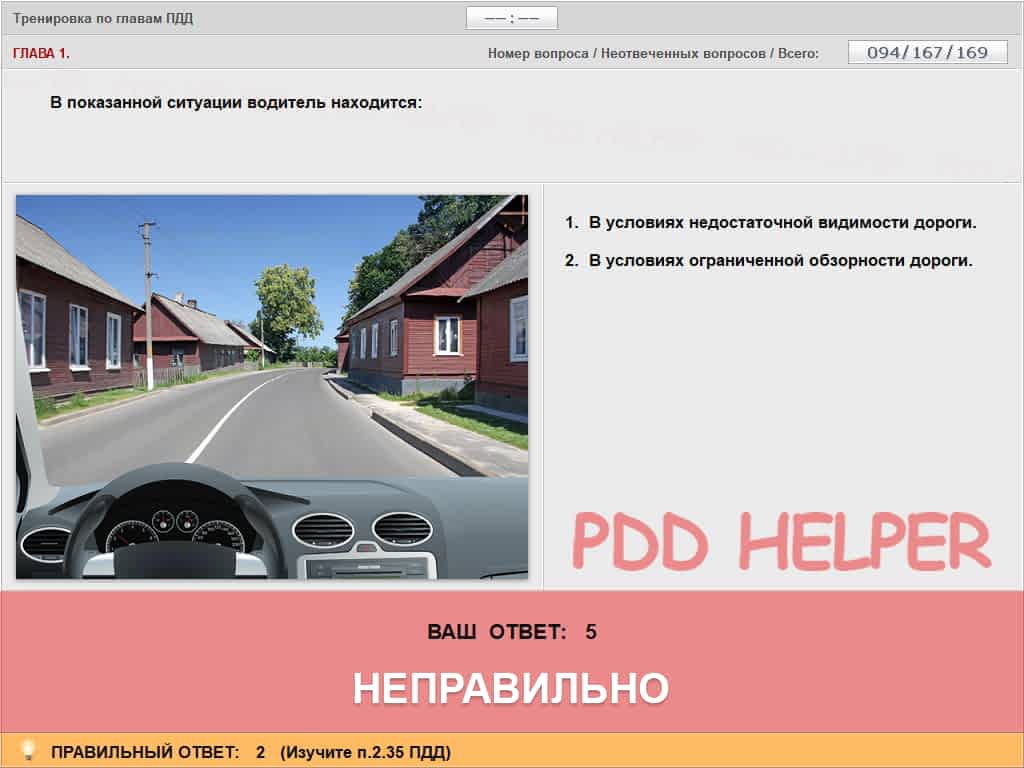 Тренировка по главам ПДД
—— : ——
ГЛАВА 1.
Номер вопроса / Неотвеченных вопросов / Всего:
094/167/169
В показанной ситуации водитель находится:
1. В условиях недостаточной видимости дороги.
2. В условиях ограниченной обзорности дороги.
PDD HELPER
ВАШ ОТВЕТ: 5
НЕПРАВИЛЬНО
ПРАВИЛЬНЫЙ ОТВЕТ: 2 (Изучите п.2.35 ПДД)